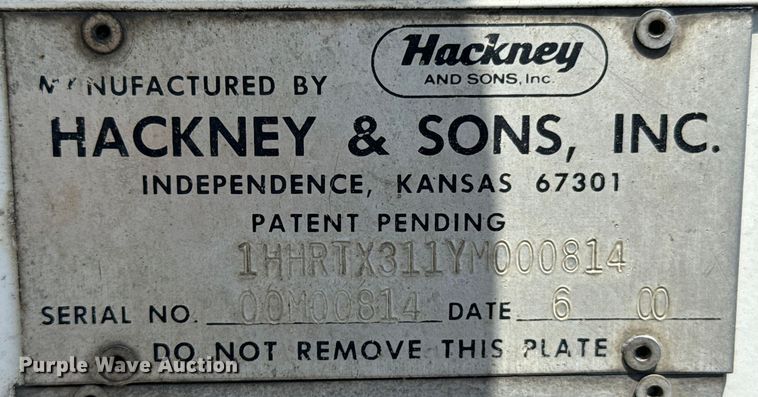 Hackney
AND SONS, Inc.
MANUFACTURED BY
HACKNEY & SONS, INC.
INDEPENDENCE, KANSAS 67301
PATENT PENDING
1HHRTX311YM000814
SERIAL NO. 00M00814 DATE 6 00
DO NOT REMOVE THIS PLATE
Purple Wave Auction